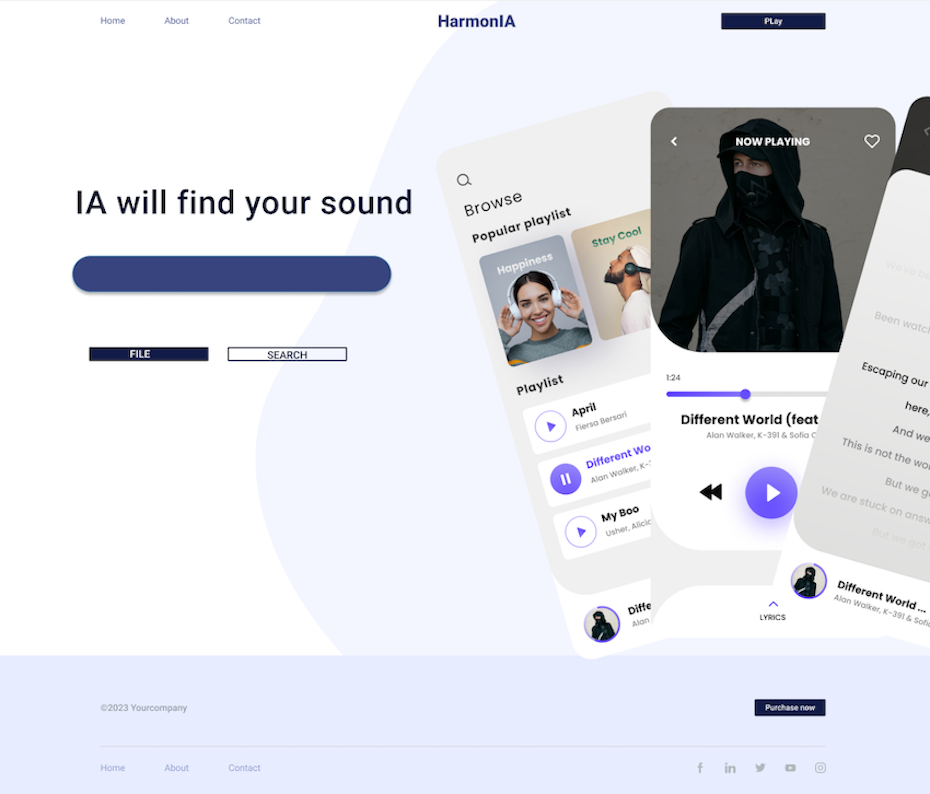 Home About Contact
HarmonIA
PLay
IA will find your sound
FILE
SEARCH
Browse
Popular playlist
Happiness
Stay Cool
Playlist
April
Fiersa Bersari
Different Wo
Alan Walker, K-3
My Boo
Usher, Alicia
Diffe
Alan
NOW PLAYING
1:24
Different World (feat
Alan Walker, K-391 & Sofia C
LYRICS
We've b
Been watch
Escaping our
here,
And we
This is not the wo
But we g
We are stuck on answ
But we got
Different World ...
Alan Walker, K-391 & Sofia
©2023 Yourcompany
Purchase now
Home About Contact